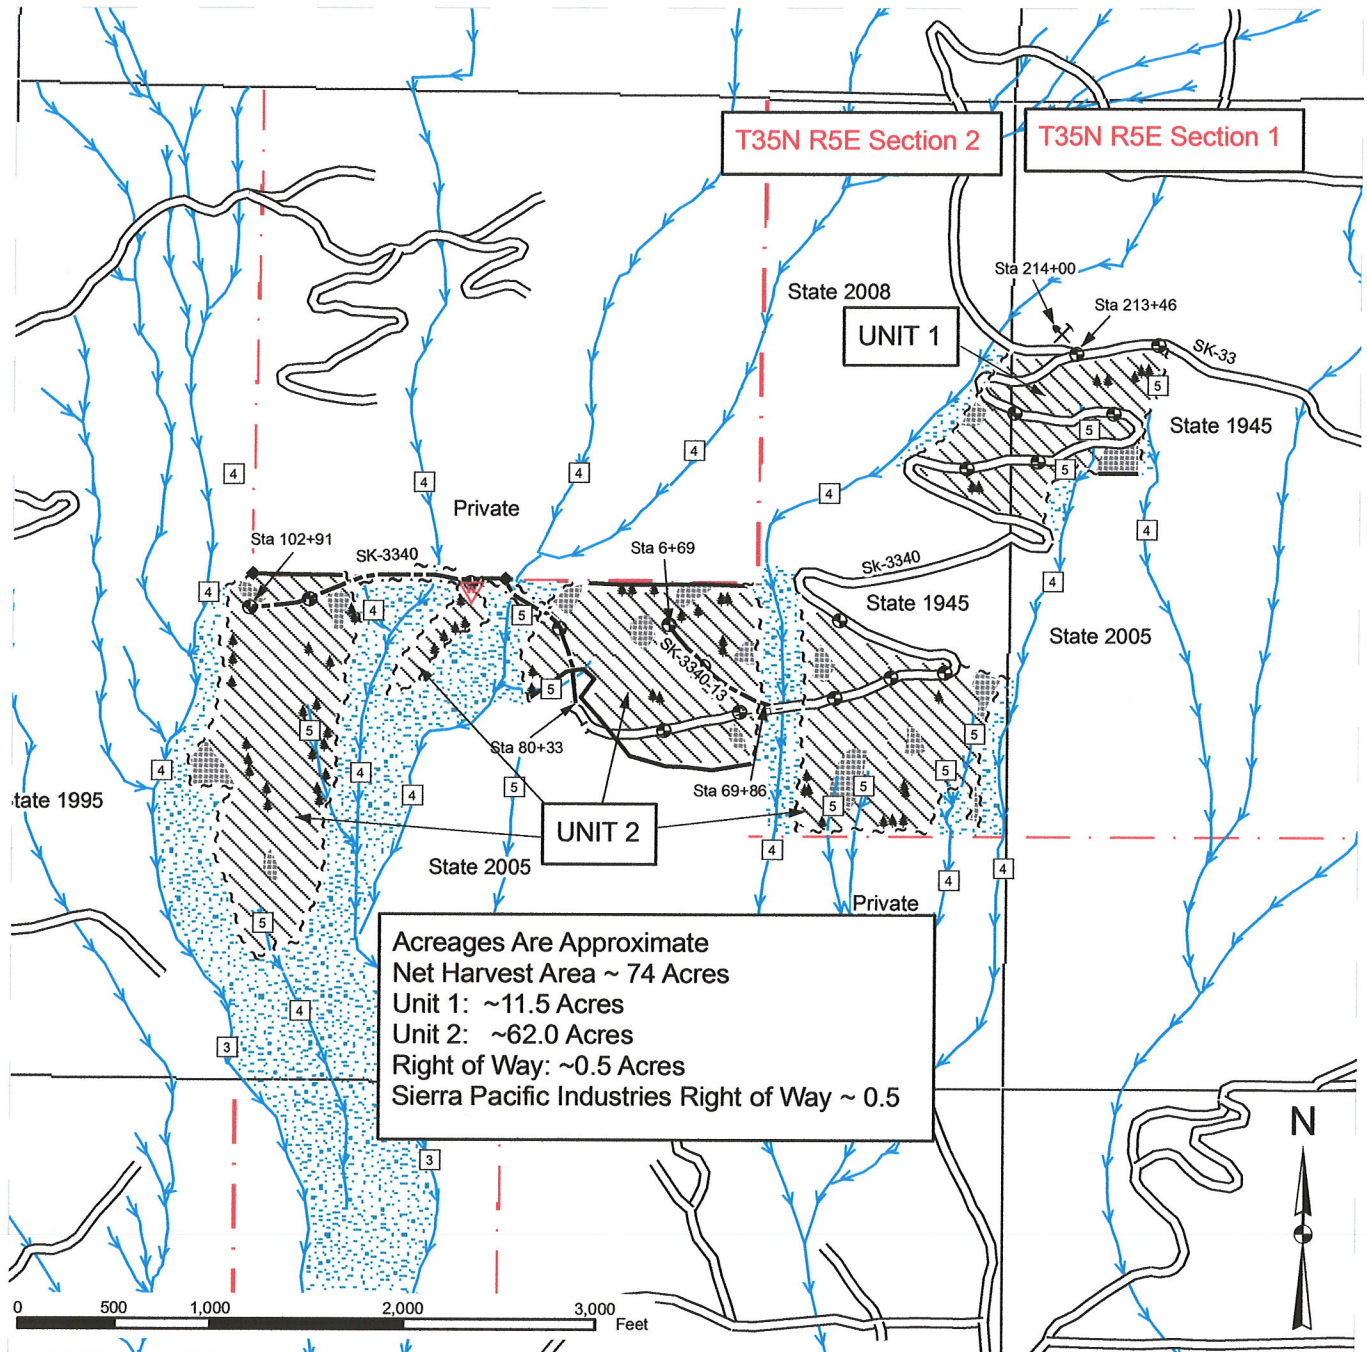 T35N R5E Section 2
T35N R5E Section 1
Sta 214+00
State 2008
Sta 213+46
UNIT 1
SK-33
5
State 1945
5
4
4
4
4
5
4
Private
4
Sta 102+91
SK-3340
Sta 6+69
Sk-3340
4
4
4
5
State 1945
State 2005
SK-3340-13
5
5
5
Sta 80+33
4
4
5
4
5
Sta 69+86
5
5
tate 1995
UNIT 2
4
State 2005
4
4
Private
5
Acreages Are Approximate
Net Harvest Area ~ 74 Acres
Unit 1: ~11.5 Acres
Unit 2: ~62.0 Acres
Right of Way: ~0.5 Acres
Sierra Pacific Industries Right of Way ~ 0.5
4
3
3
N
0 500 1,000 2,000 3,000
Feet